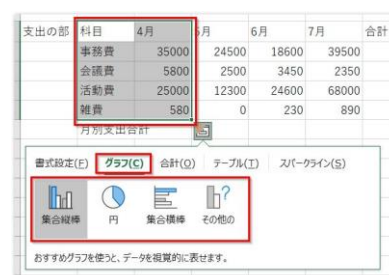 支出の部 科目 4月 5月 6月 7月 合計
事務費 35000 24500 18600 39500
会議費 5800 2500 3450 2350
活動費 25000 12300 24600 68000
雑費 580 0 230 890
月別支出合計
書式設定(F) グラフ(C) 合計(O) テーブル(T) スパークライン(S)
集合縦棒 円 集合横棒 その他の
おすすめグラフを使うと、データを視覚的に表せます。